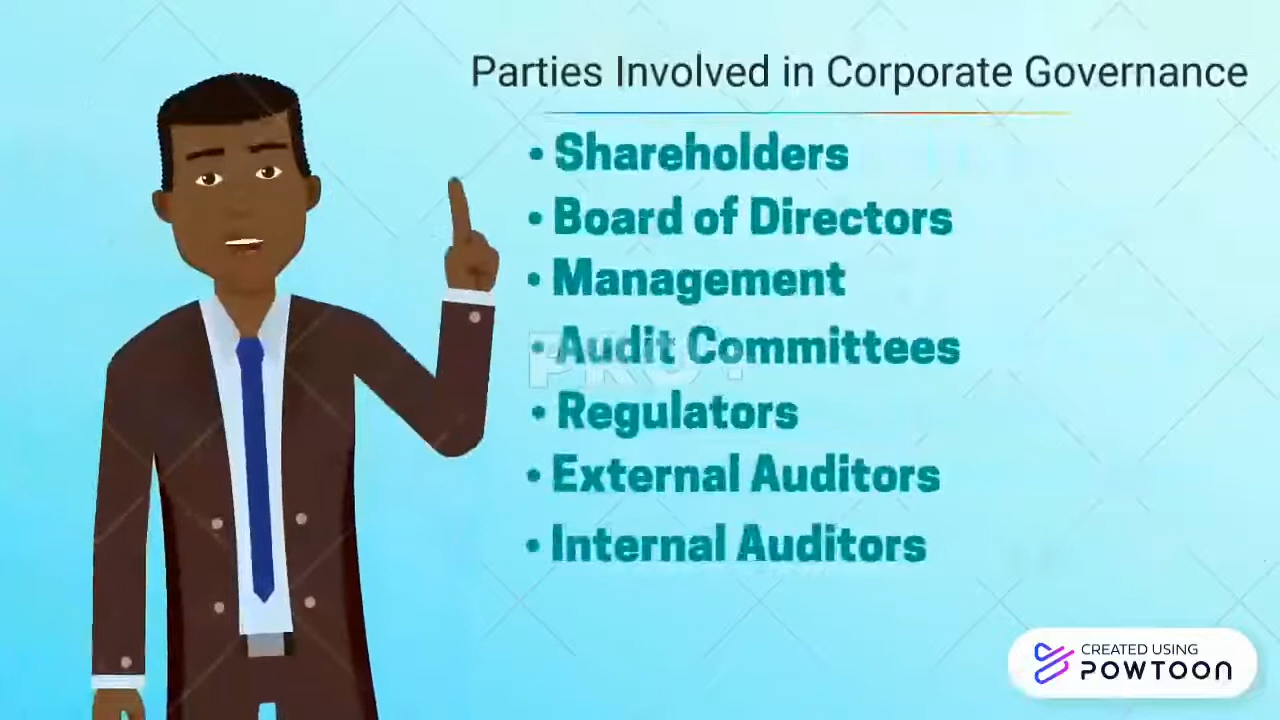 Parties Involved in Corporate Governance
• Shareholders
• Board of Directors
• Management
• Audit Committees
• Regulators
• External Auditors
• Internal Auditors
CREATED USING
POWTOON